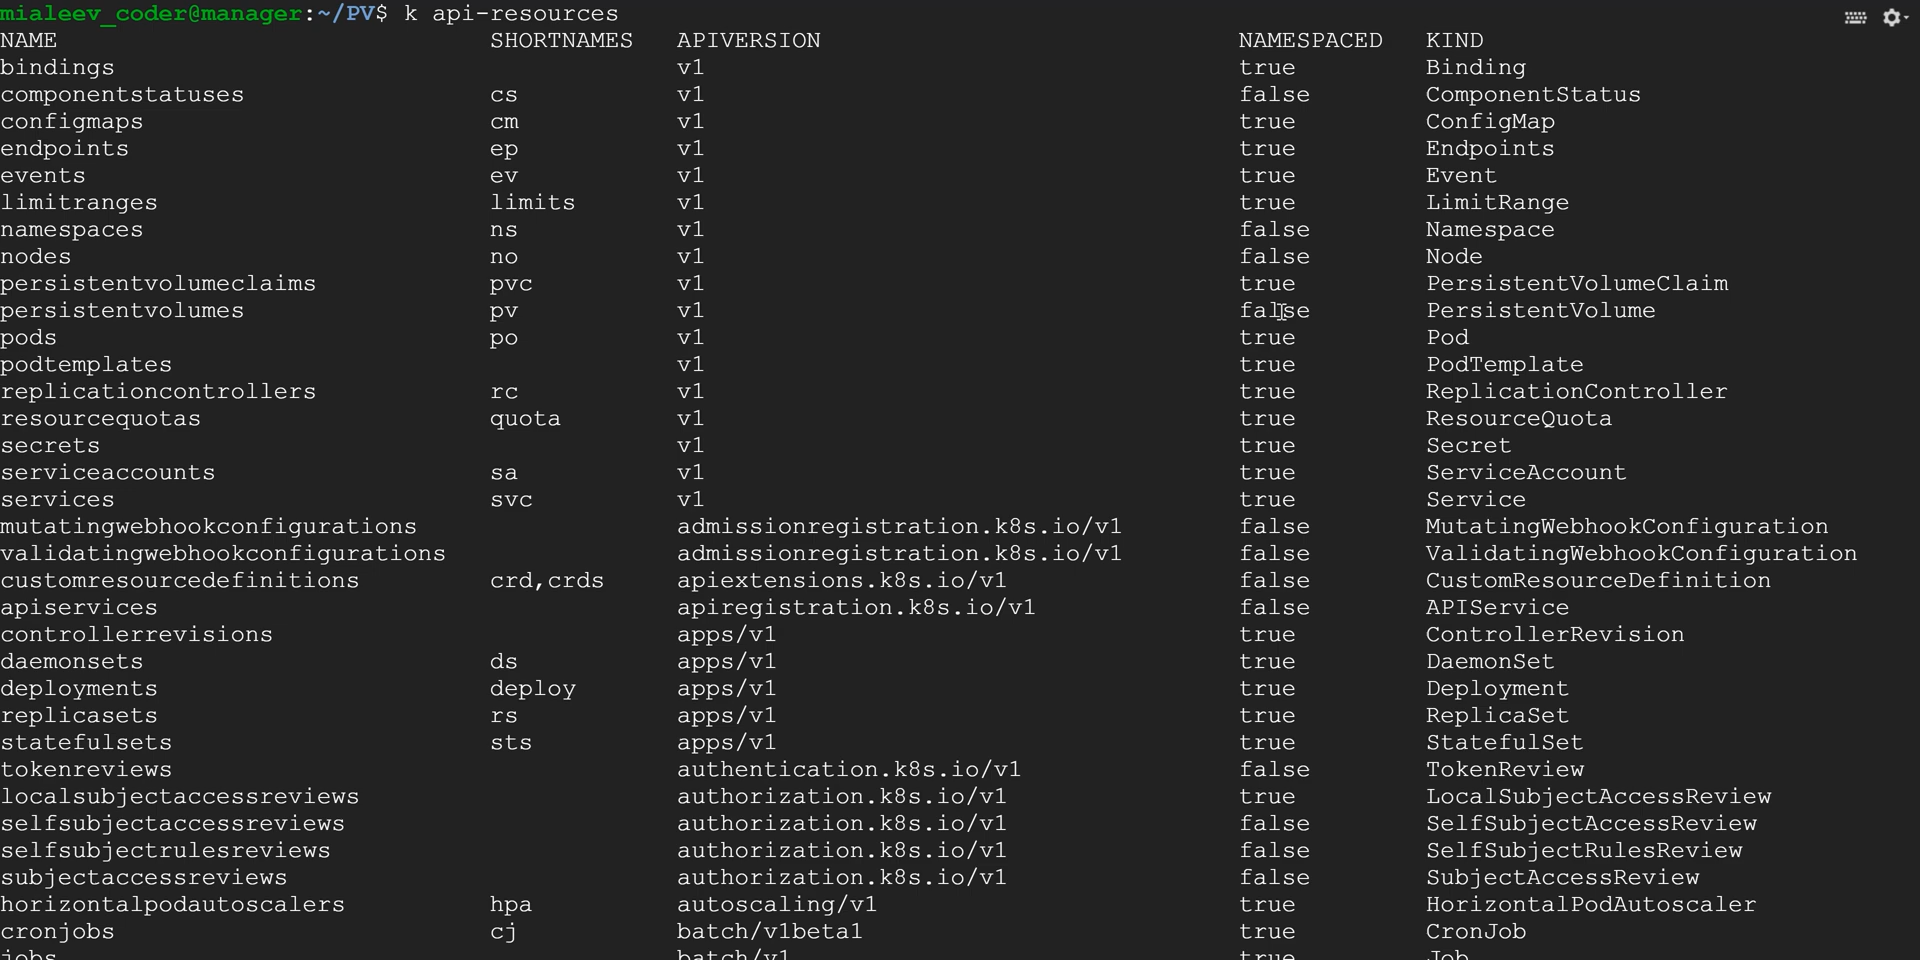 mialeev_coder@manager:~/PV$ k api-resources
NAME SHORTNAMES APIVERSION NAMESPACED KIND
bindings v1 true Binding
componentstatuses cs v1 false ComponentStatus
configmaps cm v1 true ConfigMap
endpoints ep v1 true Endpoints
events ev v1 true Event
limitranges limits v1 true LimitRange
namespaces ns v1 false Namespace
nodes no v1 false Node
persistentvolumeclaims pvc v1 true PersistentVolumeClaim
persistentvolumes pv v1 false PersistentVolume
pods po v1 true Pod
podtemplates v1 true PodTemplate
replicationcontrollers rc v1 true ReplicationController
resourcequotas quota v1 true ResourceQuota
secrets v1 true Secret
serviceaccounts sa v1 true ServiceAccount
services svc v1 true Service
mutatingwebhookconfigurations admissionregistration.k8s.io/v1 false MutatingWebhookConfiguration
validatingwebhookconfigurations admissionregistration.k8s.io/v1 false ValidatingWebhookConfiguration
customresourcedefinitions crd,crds apiextensions.k8s.io/v1 false CustomResourceDefinition
apiservices apiregistration.k8s.io/v1 false APIService
controllerrevisions apps/v1 true ControllerRevision
daemonsets ds apps/v1 true DaemonSet
deployments deploy apps/v1 true Deployment
replicasets rs apps/v1 true ReplicaSet
statefulsets sts apps/v1 true StatefulSet
tokenreviews authentication.k8s.io/v1 false TokenReview
localsubjectaccessreviews authorization.k8s.io/v1 true LocalSubjectAccessReview
selfsubjectaccessreviews authorization.k8s.io/v1 false SelfSubjectAccessReview
selfsubjectrulesreviews authorization.k8s.io/v1 false SelfSubjectRulesReview
subjectaccessreviews authorization.k8s.io/v1 false SubjectAccessReview
horizontalpodautoscalers hpa autoscaling/v1 true HorizontalPodAutoscaler
cronjobs cj batch/v1beta1 true CronJob
jobs batch/v1 true Job